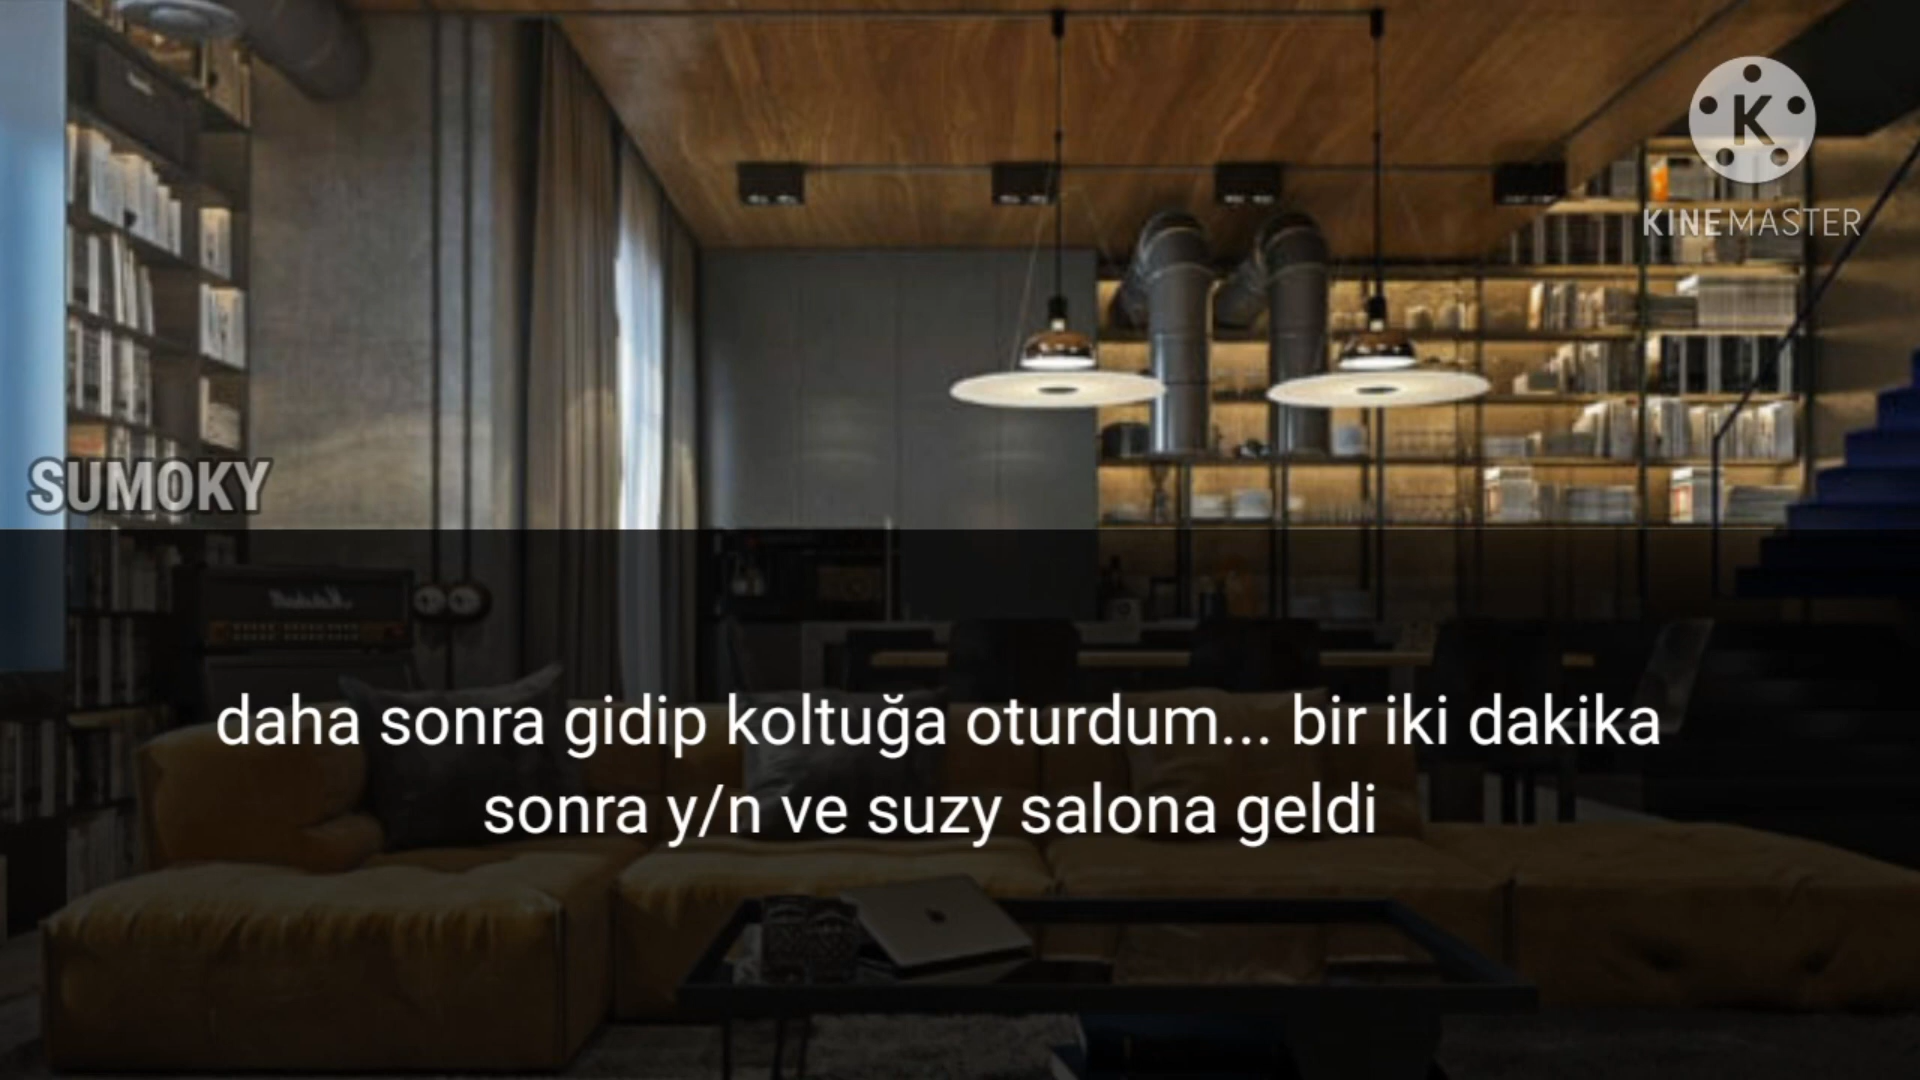 K
KINEMASTER
SUMOKY
daha sonra gidip koltuğa oturdum... bir iki dakika
sonra y/n ve suzy salona geldi